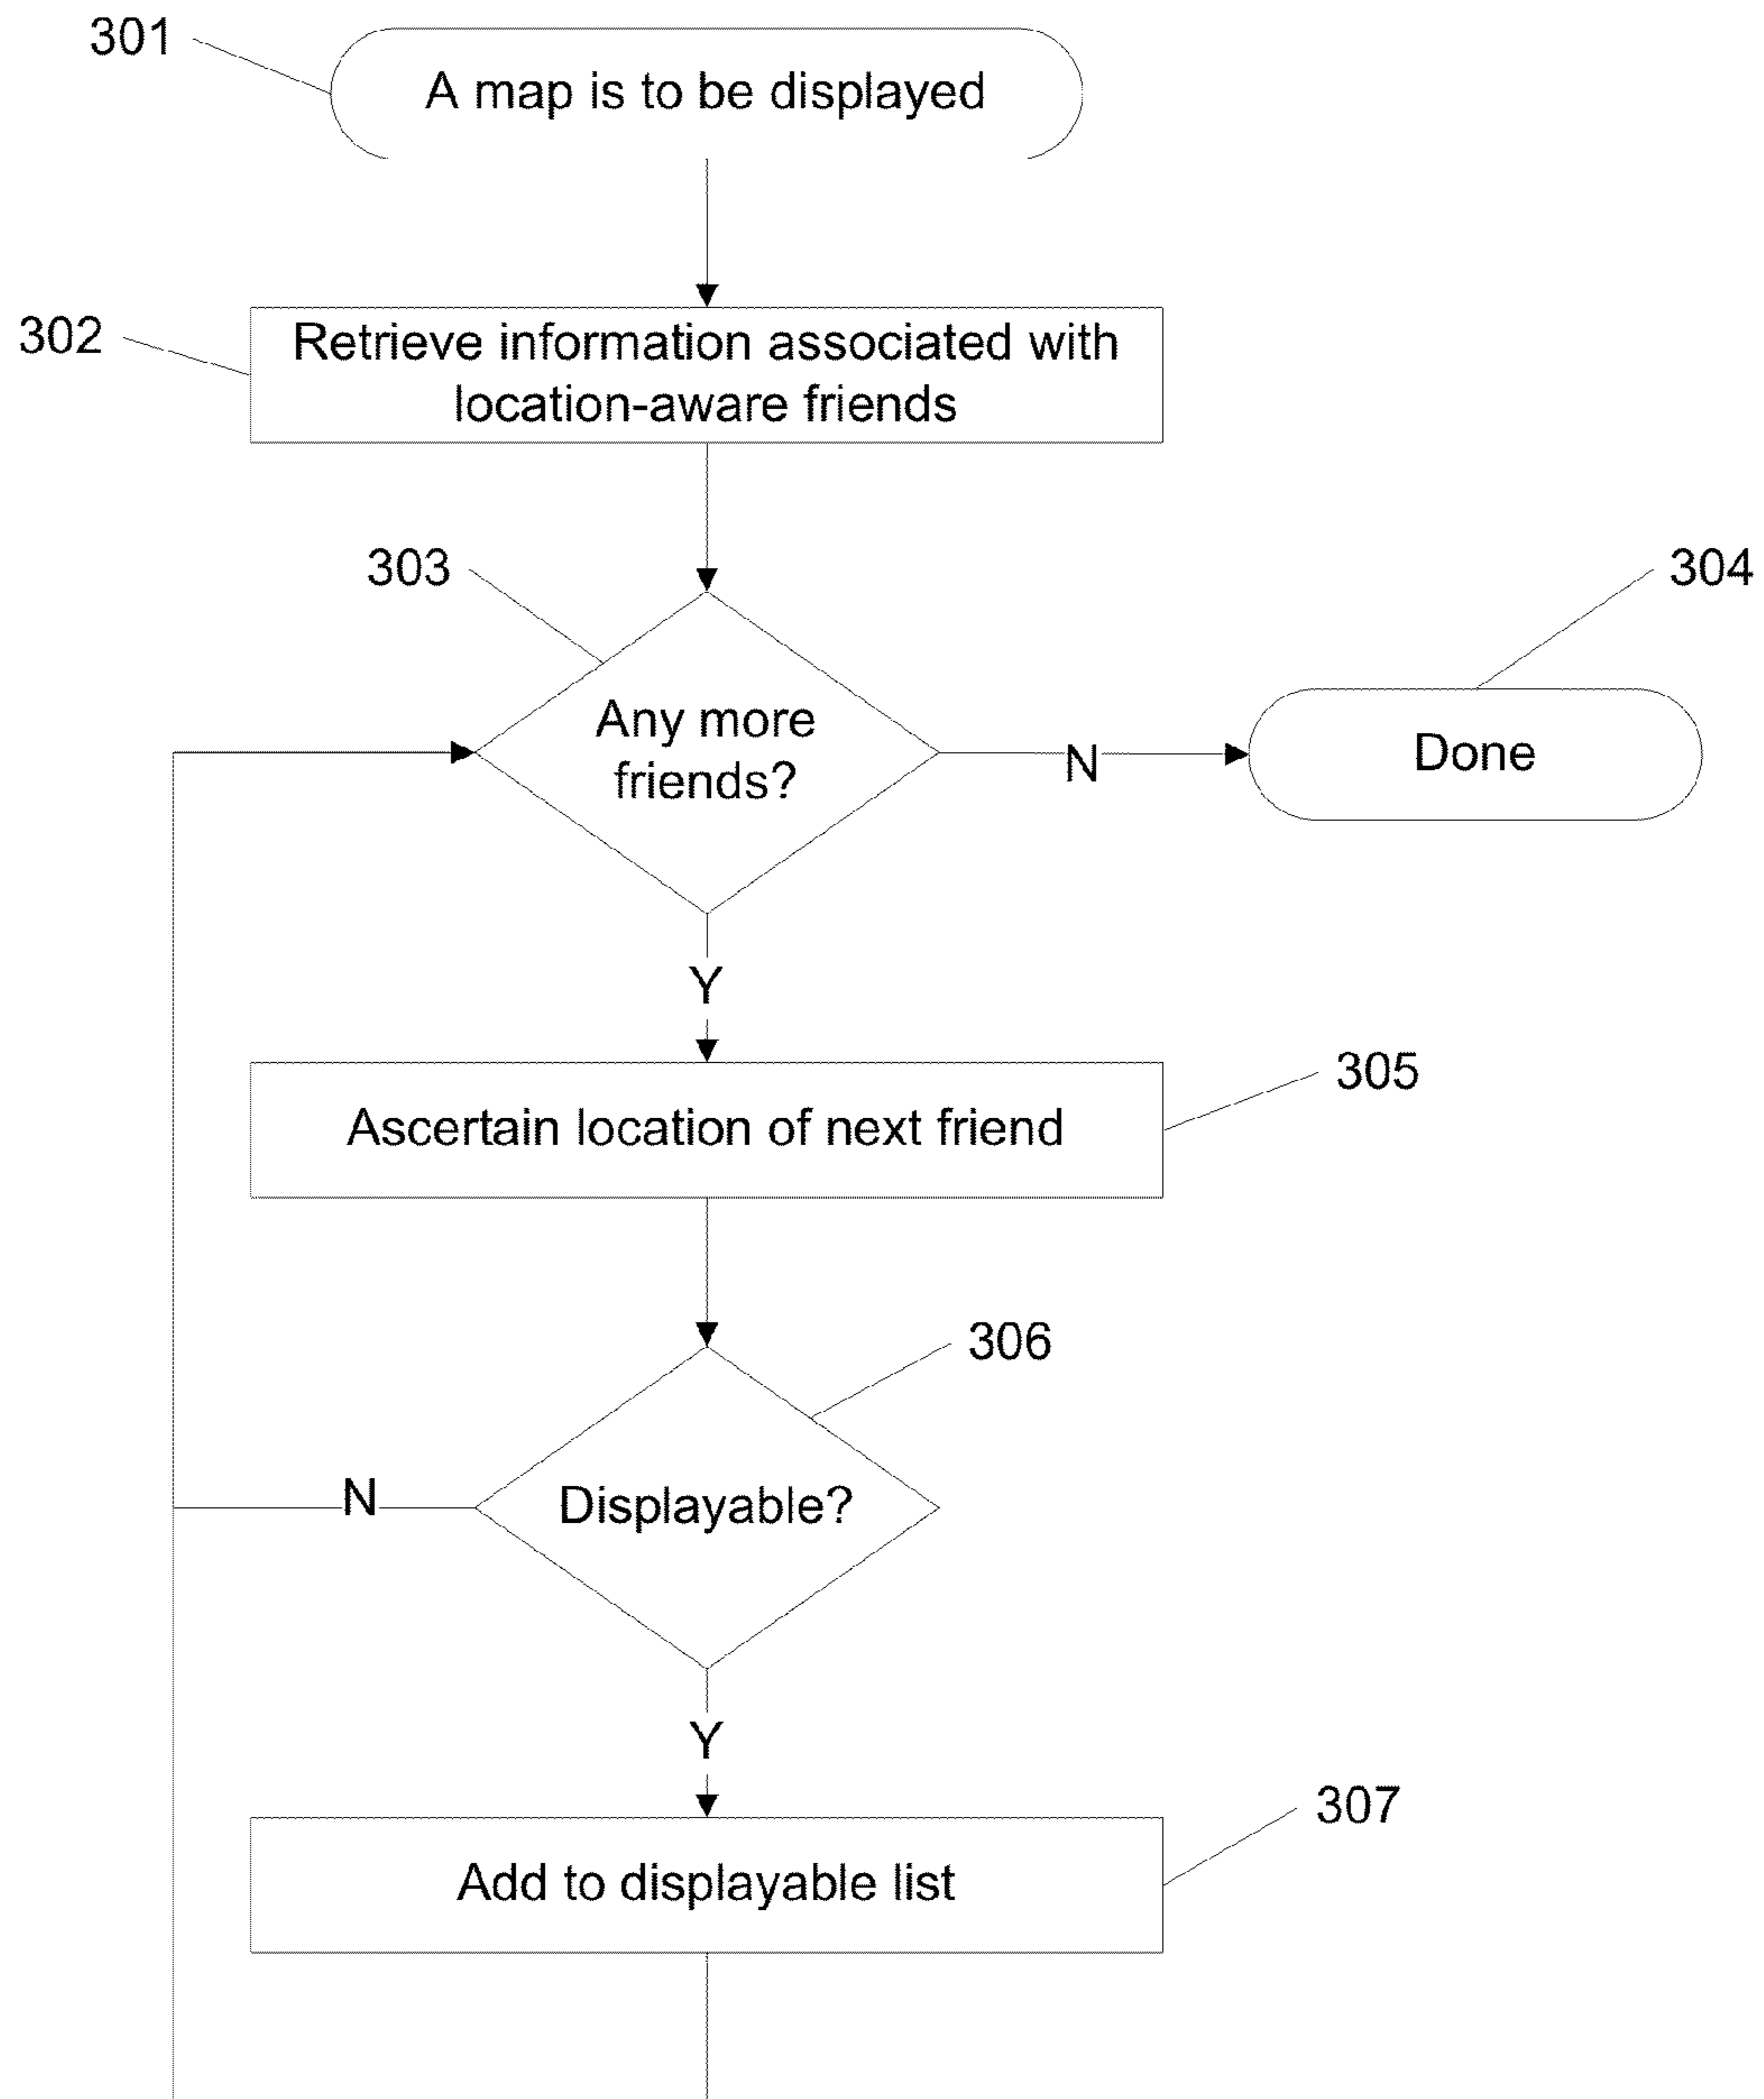 301
A map is to be displayed
302
Retrieve information associated with
location-aware friends
303
304
Any more
friends?
N
Done
Y
305
Ascertain location of next friend
306
Displayable?
N
Y
307
Add to displayable list